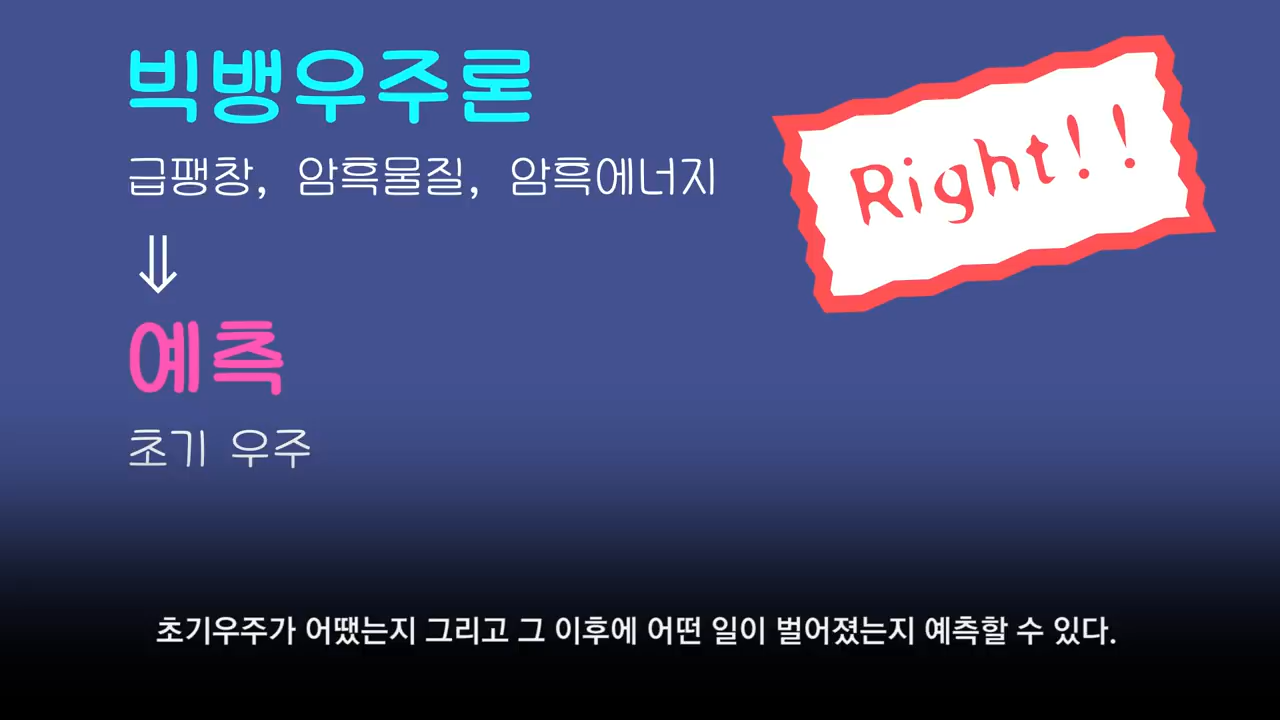 빅뱅우주론
Right!!
급팽창, 암흑물질, 암흑에너지
⇓
예측
초기 우주
초기우주가 어땠는지 그리고 그 이후에 어떤 일이 벌어졌는지 예측할 수 있다.